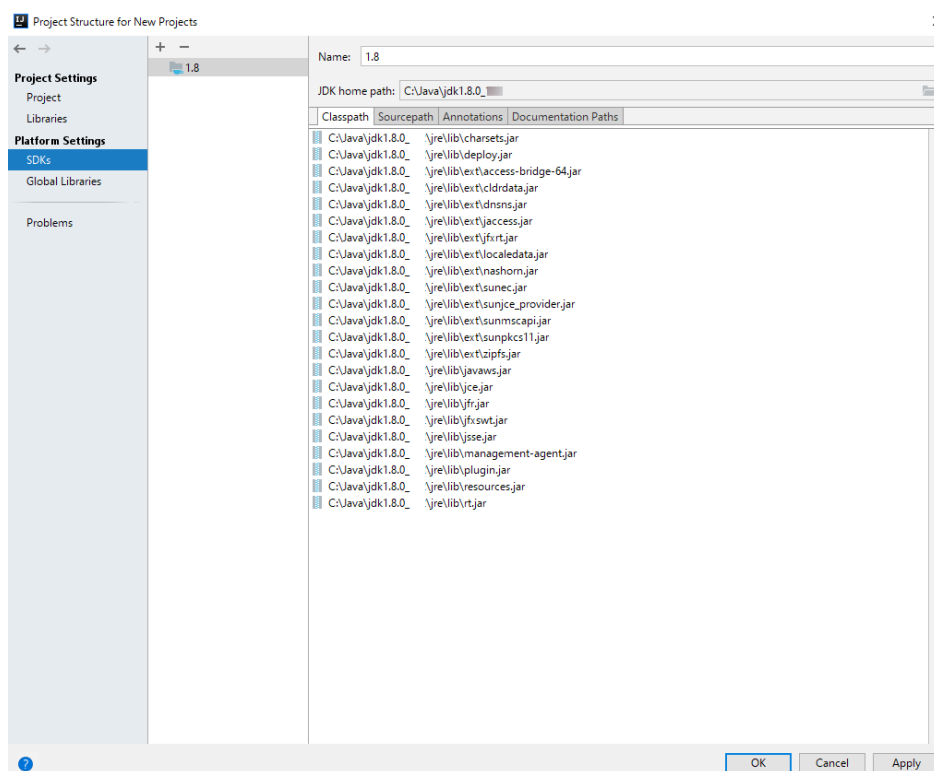 Project Structure for New Projects
Project Settings
Project
Libraries
Platform Settings
SDKs
Global Libraries
Problems
1.8
Name: 1.8
JDK home path: C:\Java\jdk1.8.0_
Classpath Sourcepath Annotations Documentation Paths
C:\Java\jdk1.8.0_ \jre\lib\charsets.jar
C:\Java\jdk1.8.0_ \jre\lib\deploy.jar
C:\Java\jdk1.8.0_ \jre\lib\ext\access-bridge-64.jar
C:\Java\jdk1.8.0_ \jre\lib\ext\cldrdata.jar
C:\Java\jdk1.8.0_ \jre\lib\ext\dnsns.jar
C:\Java\jdk1.8.0_ \jre\lib\ext\jaccess.jar
C:\Java\jdk1.8.0_ \jre\lib\ext\jfxrt.jar
C:\Java\jdk1.8.0_ \jre\lib\ext\localedata.jar
C:\Java\jdk1.8.0_ \jre\lib\ext\nashorn.jar
C:\Java\jdk1.8.0_ \jre\lib\ext\sunec.jar
C:\Java\jdk1.8.0_ \jre\lib\ext\sunjce_provider.jar
C:\Java\jdk1.8.0_ \jre\lib\ext\sunmscapi.jar
C:\Java\jdk1.8.0_ \jre\lib\ext\sunpkcs11.jar
C:\Java\jdk1.8.0_ \jre\lib\ext\zipfs.jar
C:\Java\jdk1.8.0_ \jre\lib\javaws.jar
C:\Java\jdk1.8.0_ \jre\lib\jce.jar
C:\Java\jdk1.8.0_ \jre\lib\jfr.jar
C:\Java\jdk1.8.0_ \jre\lib\jfxswt.jar
C:\Java\jdk1.8.0_ \jre\lib\jsse.jar
C:\Java\jdk1.8.0_ \jre\lib\management-agent.jar
C:\Java\jdk1.8.0_ \jre\lib\plugin.jar
C:\Java\jdk1.8.0_ \jre\lib\resources.jar
C:\Java\jdk1.8.0_ \jre\lib\rt.jar
OK Cancel Apply